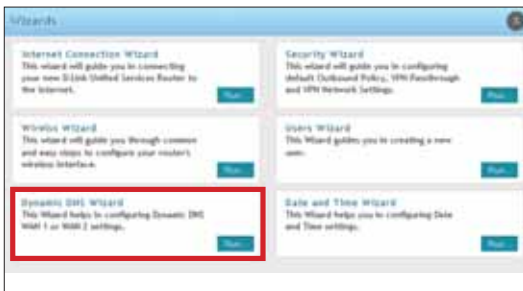 Wizards
Internet Connection Wizard
This wizard will guide you in connecting
your new D-Link Unified Services Router to
the Internet.
Run...
Security Wizard
This wizard will guide you in configuring
default Outbound Policy, VPN Passthrough
and VPN Network Settings.
Run...
Wireless Wizard
This wizard will guide you through common
and easy steps to configure your router's
wireless interface.
Run...
Users Wizard
This Wizard guides you in creating a new
user.
Run...
Dynamic DNS Wizard
This Wizard helps in configuring Dynamic DNS
WAN 1 or WAN 2 settings.
Run...
Date and Time Wizard
This Wizard helps you in configuring Date
and Time settings.
Run...